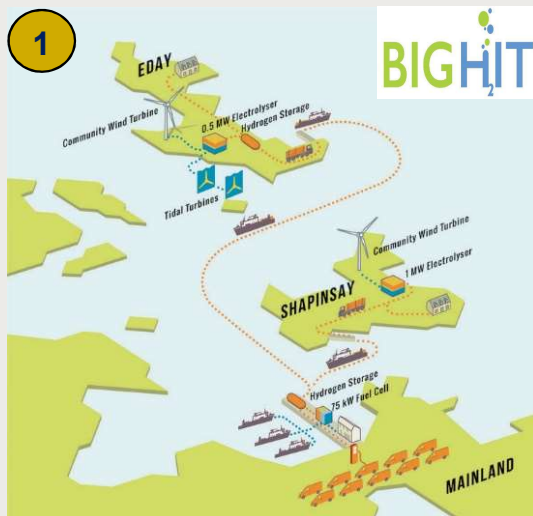 1
BIGH2IT
EDAY
Community Wind Turbine
0.5 MW Electrolyser
Hydrogen Storage
Tidal Turbines
Community Wind Turbine
1 MW Electrolyser
SHAPINSAY
Hydrogen Storage
75 kW Fuel Cell
MAINLAND